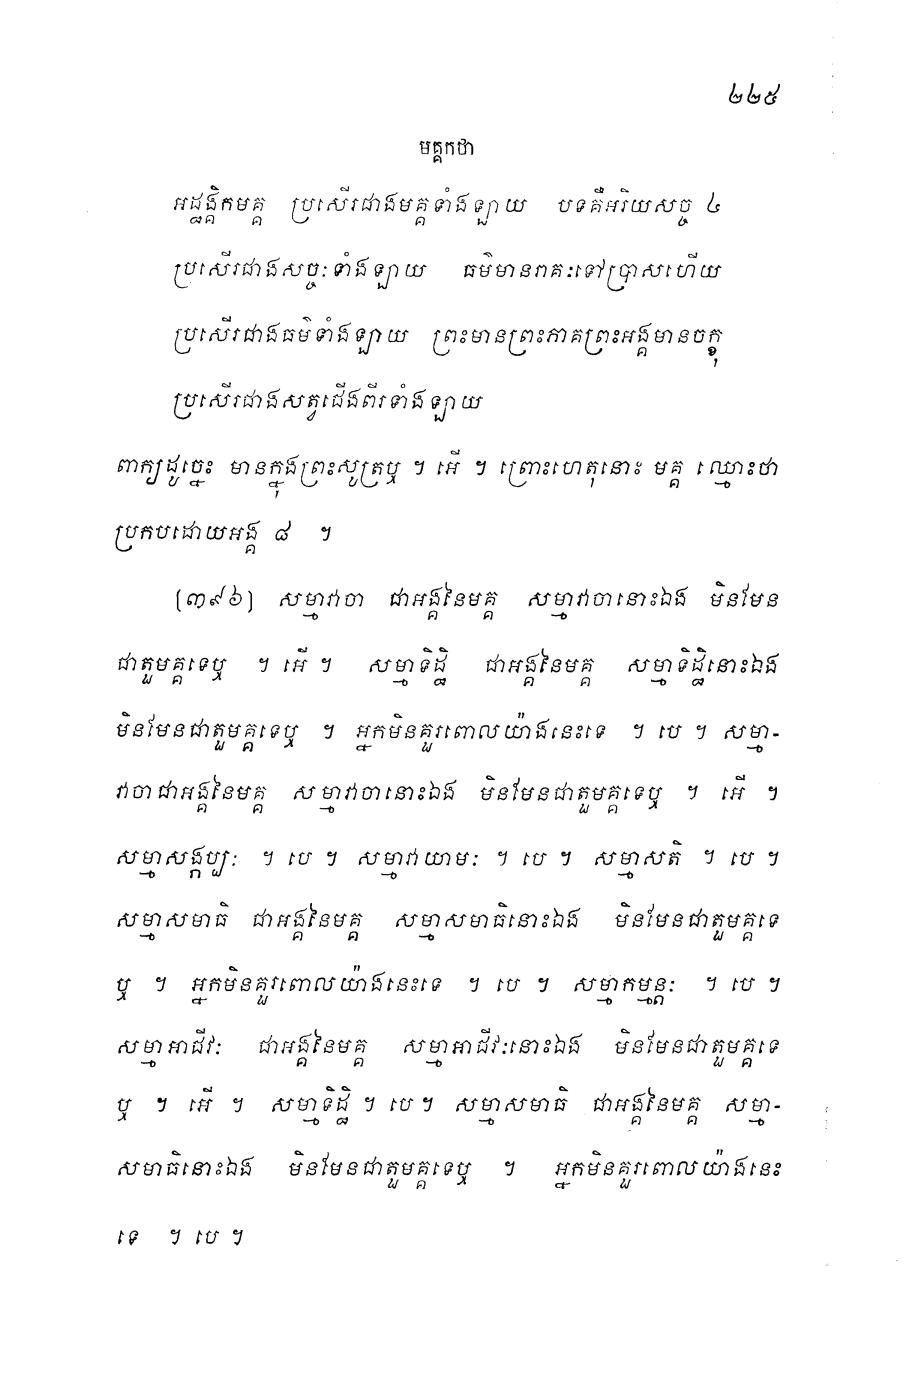 ២២៥
មគ្គកថា
អដ្ឋង្គិកមគ្គ ប្រសើរជាងមគ្គទាំងឡាយ បទគឺអរិយសច្ច ៤
ប្រសើរជាងសច្ចៈទាំងឡាយ ធម៌មានរាគៈទៅប្រាសហើយ
ប្រសើរជាងធម៌ទាំងឡាយ ព្រះមានព្រះភាគព្រះអង្គមានចក្ខុ
ប្រសើរជាងសត្វជើងពីរទាំងឡាយ
ពាក្យដូច្នេះ មានក្នុងព្រះសូត្រឬ ។ អើ ។ ព្រោះហេតុនោះ មគ្គ ឈ្មោះថា
ប្រកបដោយអង្គ ៨ ។
[៣៩៦] សម្មាវាចា ជាអង្គនៃមគ្គ សម្មាវាចានោះឯង មិនមែន
ជាតួមគ្គទេឬ ។ អើ ។ សម្មាទិដ្ឋិ ជាអង្គនៃមគ្គ សម្មាទិដ្ឋិនោះឯង
មិនមែនជាតួមគ្គទេឬ ។ អ្នកមិនគួរពោលយ៉ាងនេះទេ ។ បេ ។ សម្មា-
វាចាជាអង្គនៃមគ្គ សម្មាវាចានោះឯង មិនមែនជាតួមគ្គទេឬ ។ អើ ។
សម្មាសង្កប្បៈ ។ បេ ។ សម្មាវាយាមៈ ។ បេ ។ សម្មាសតិ ។ បេ ។
សម្មាសមាធិ ជាអង្គនៃមគ្គ សម្មាសមាធិនោះឯង មិនមែនជាតួមគ្គទេ
ឬ ។ អ្នកមិនគួរពោលយ៉ាងនេះទេ ។ បេ ។ សម្មាកម្មន្តៈ ។ បេ ។
សម្មាអាជីវៈ ជាអង្គនៃមគ្គ សម្មាអាជីវៈនោះឯង មិនមែនជាតួមគ្គទេ
ឬ ។ អើ ។ សម្មាទិដ្ឋិ ។ បេ ។ សម្មាសមាធិ ជាអង្គនៃមគ្គ សម្មា-
សមាធិនោះឯង មិនមែនជាតួមគ្គទេឬ ។ អ្នកមិនគួរពោលយ៉ាងនេះ
ទេ ។ បេ ។